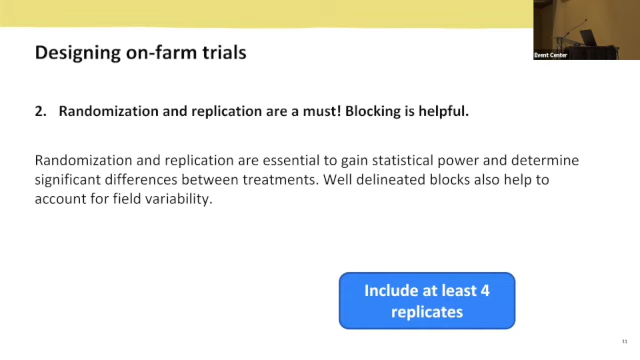 Designing on-farm trials
Event Center
2. Randomization and replication are a must! Blocking is helpful.
Randomization and replication are essential to gain statistical power and determine
significant differences between treatments. Well delineated blocks also help to
account for field variability.
Include at least 4
replicates
11